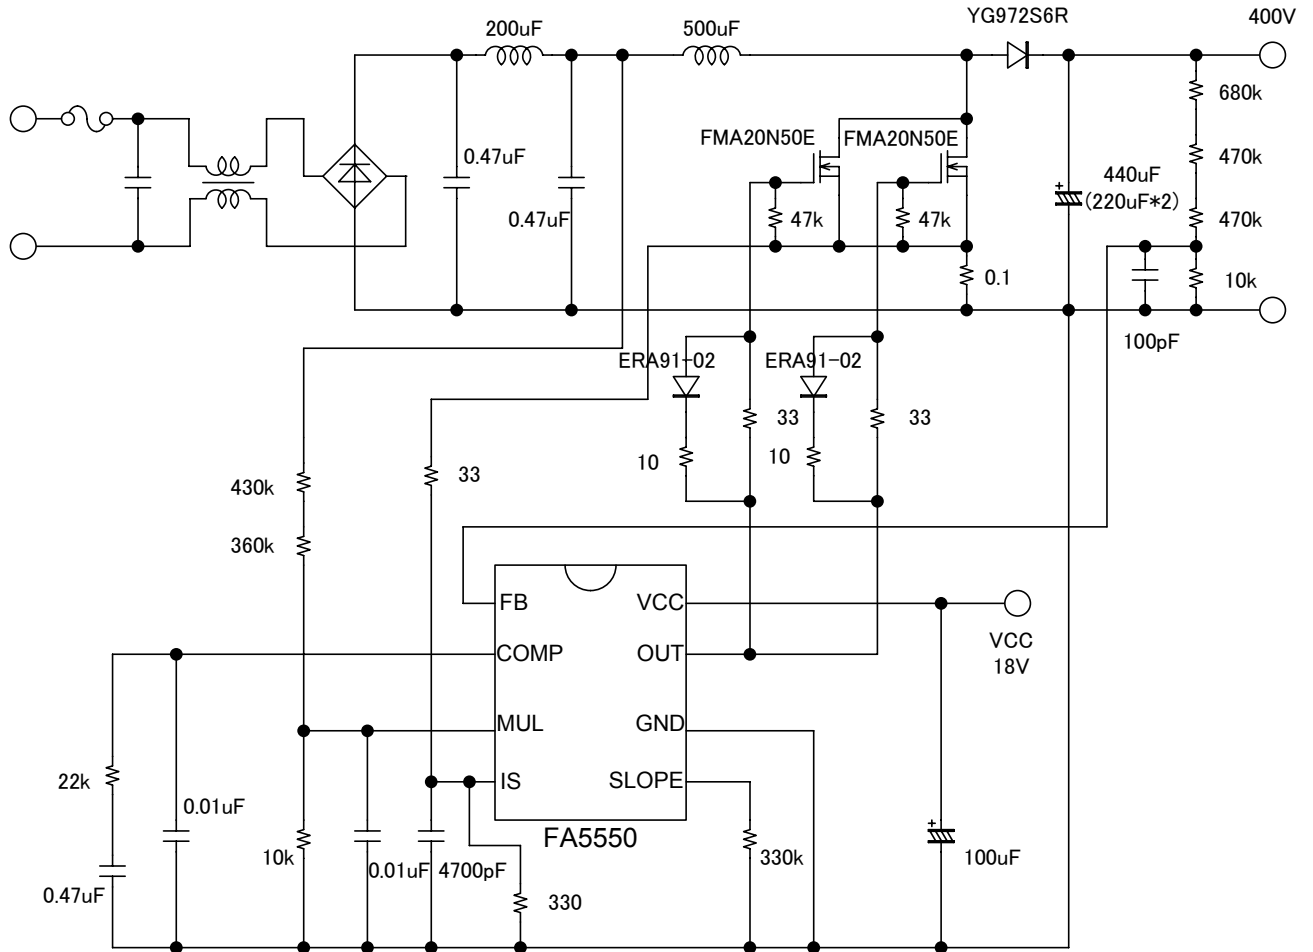 YG972S6R
400V
200uF
500uF
680k
FMA20N50E
FMA20N50E
0.47uF
470k
440uF
(220uF*2)
0.47uF
47k
47k
470k
0.1
10k
100pF
ERA91-02
ERA91-02
33
33
10
10
33
430k
360k
FB
VCC
COMP
OUT
VCC
18V
MUL
GND
22k
IS
SLOPE
0.01uF
FA5550
10k
0.01uF
4700pF
330k
100uF
0.47uF
330
+
+